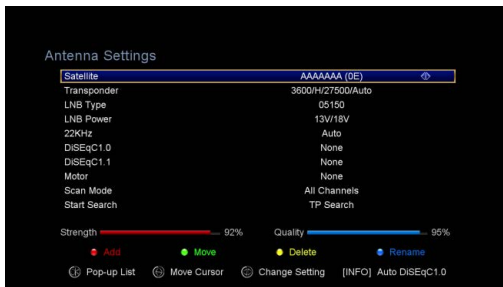 Antenna Settings
Satellite AAAAAAA (0E)
Transponder 3600/H/27500/Auto
LNB Type 05150
LNB Power 13V/18V
22KHz Auto
DiSEqC1.0 None
DiSEqC1.1 None
Motor None
Scan Mode All Channels
Start Search TP Search
Strength 92% Quality 95%
Add Move Delete Rename
Pop-up List Move Cursor Change Setting [INFO] Auto DiSEqC1.0